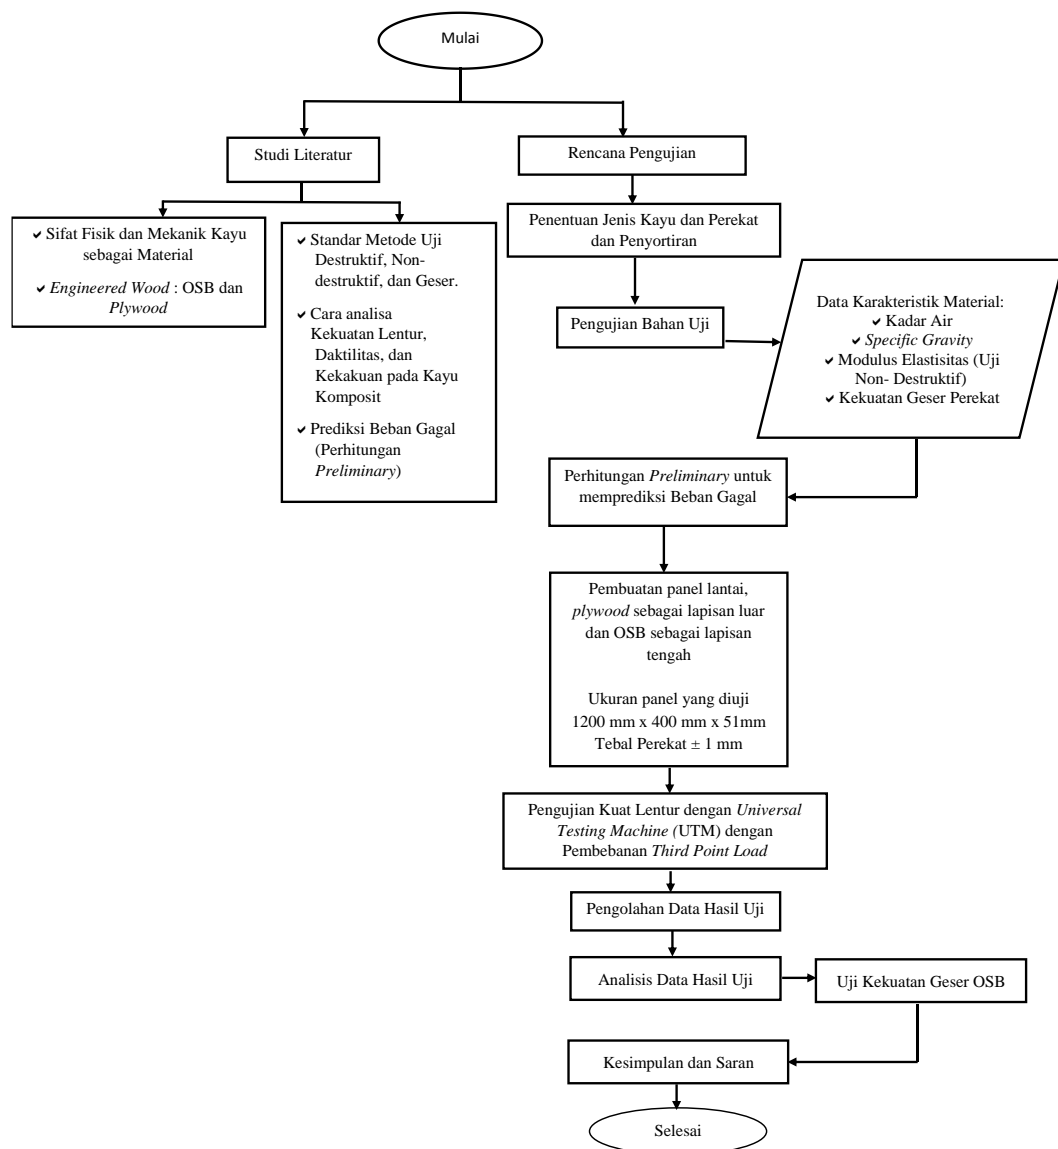 Mulai
Studi Literatur
Rencana Pengujian
Sifat Fisik dan Mekanik Kayu
sebagai Material
Engineered Wood : OSB dan
Plywood
Standar Metode Uji
Destruktif, Non-
destruktif, dan Geser.
Cara analisa
Kekuatan Lentur,
Daktilitas, dan
Kekakuan pada Kayu
Komposit
Prediksi Beban Gagal
(Perhitungan
Preliminary)
Penentuan Jenis Kayu dan Perekat
dan Penyortiran
Pengujian Bahan Uji
Data Karakteristik Material:
Kadar Air
Specific Gravity
Modulus Elastisitas (Uji
Non- Destruktif)
Kekuatan Geser Perekat
Perhitungan Preliminary untuk
memprediksi Beban Gagal
Pembuatan panel lantai,
plywood sebagai lapisan luar
dan OSB sebagai lapisan
tengah
Ukuran panel yang diuji
1200 mm x 400 mm x 51mm
Tebal Perekat ± 1 mm
Pengujian Kuat Lentur dengan Universal
Testing Machine (UTM) dengan
Pembebanan Third Point Load
Pengolahan Data Hasil Uji
Analisis Data Hasil Uji
Uji Kekuatan Geser OSB
Kesimpulan dan Saran
Selesai